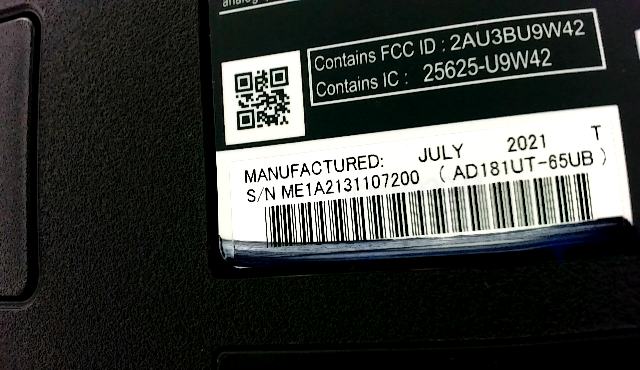 Contains FCC ID : 2AU3BU9W42
Contains IC : 25625-U9W42
MANUFACTURED: JULY 2021 T
S/N ME1A2131107200 ( AD181UT-65UB )